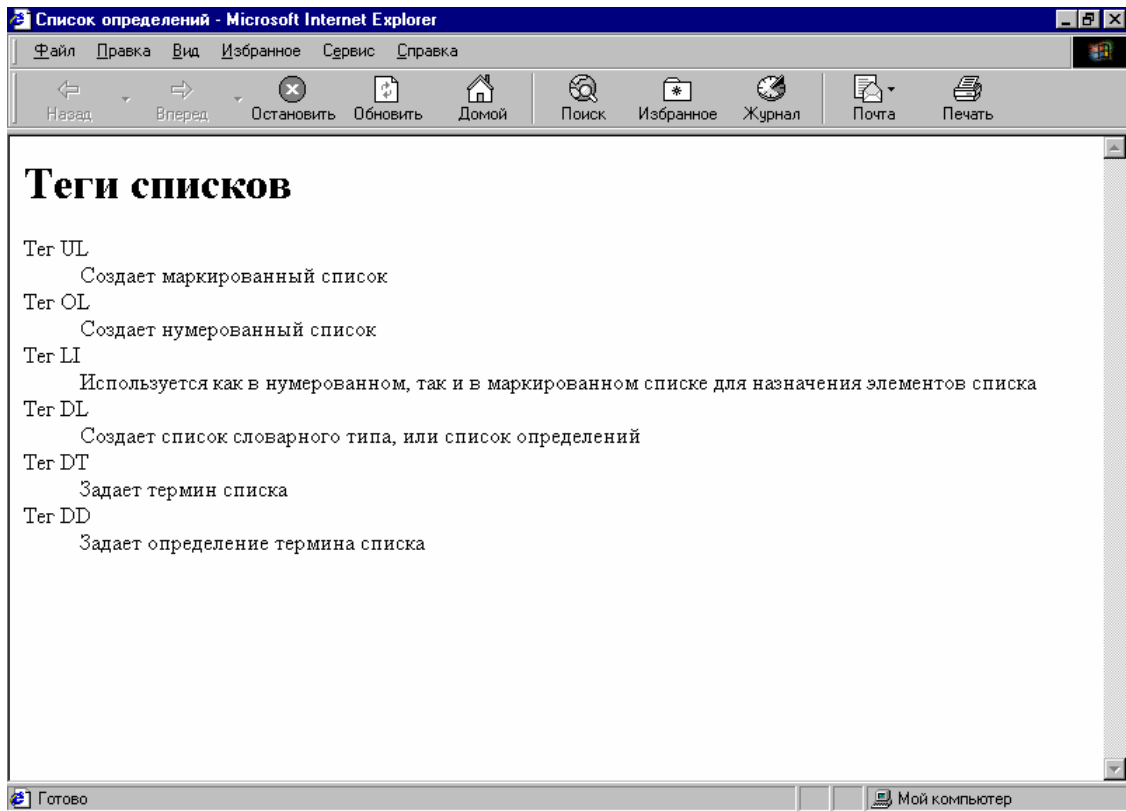 Список определений - Microsoft Internet Explorer
Файл Правка Вид Избранное Сервис Справка
Назад Вперед Остановить Обновить Домой Поиск Избранное Журнал Почта Печать
Теги списков
Тег UL
Создает маркированный список
Тег OL
Создает нумерованный список
Тег LI
Используется как в нумерованном, так и в маркированном списке для назначения элементов списка
Тег DL
Создает список словарного типа, или список определений
Тег DT
Задает термин списка
Тег DD
Задает определение термина списка
Готово Мой компьютер